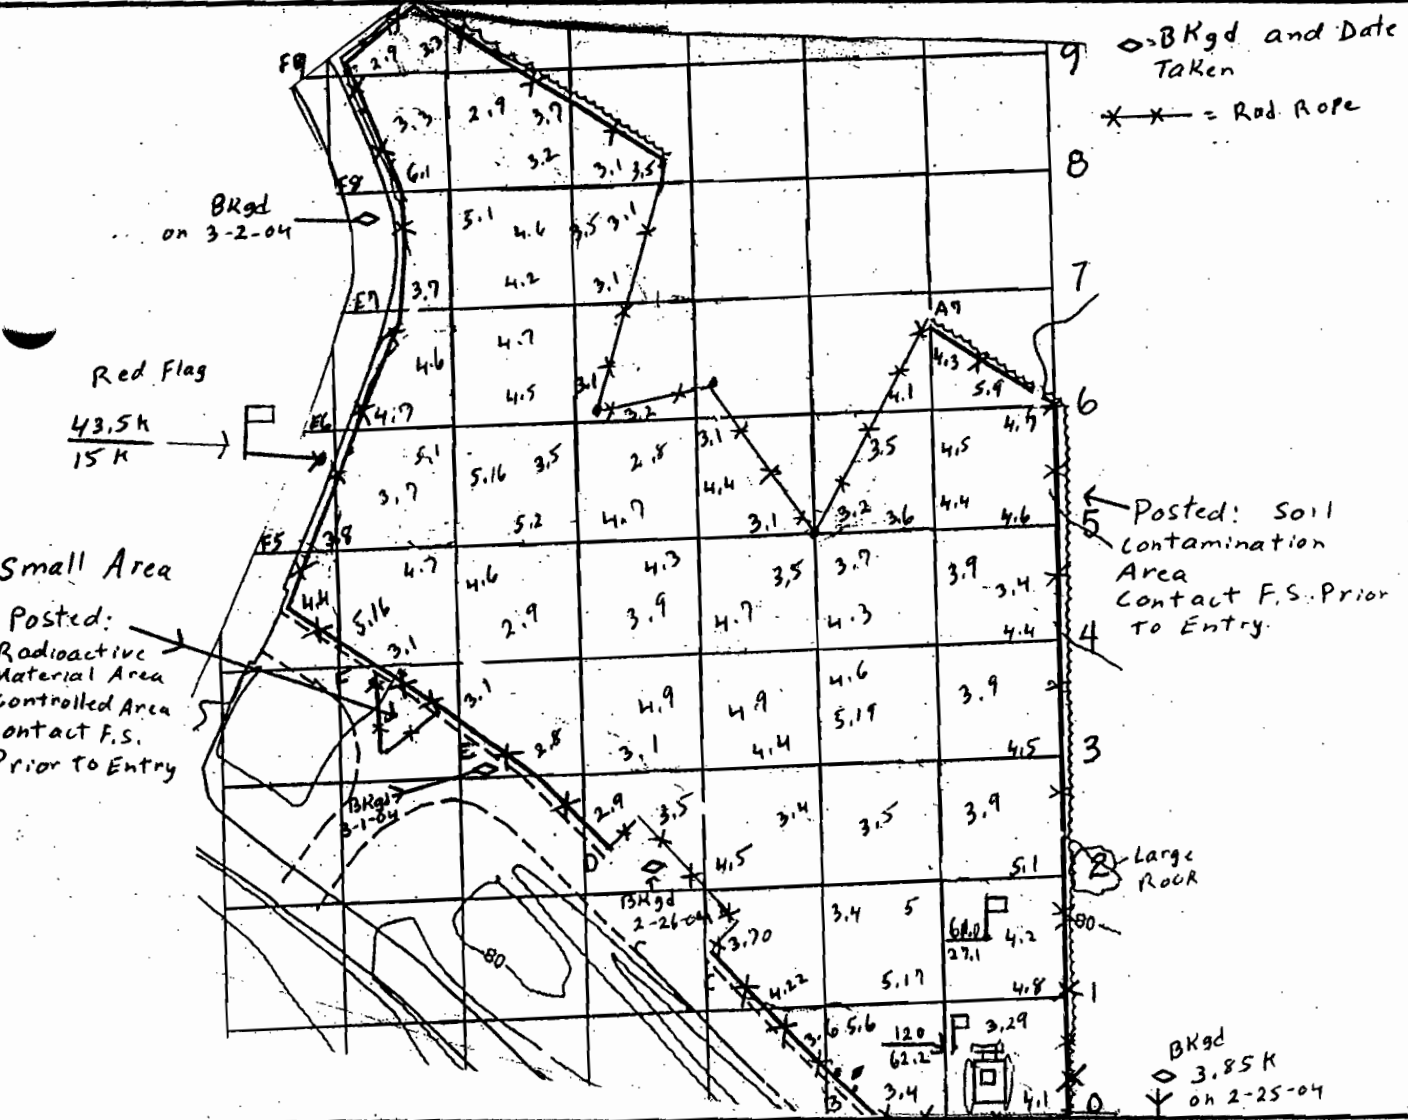 ◇=BKgd and Date
Taken
x—x— = Rad Rope
9
2.9 3.3
3.3 2.9 3.7
3.2
6.1 3.1 3.5
8
F8
BKgd
on 3-2-04
5.1 4.6 3.5 3.1
4.2 3.1
3.7
E7
7
A7
4.7
4.6
4.3
5.9
4.1
Red Flag
43.5K
15 K
4.5 3.1
3.2
4.7
E6
6
5.1 5.16 3.5 2.8 3.1 3.5 4.5
3.7 4.4
5.2 4.7 3.1 3.2 3.6 4.4 4.6
5
Posted: Soil
Contamination
Area
Contact F.S. Prior
To Entry.
F5 3.8
4.7 4.6 4.3 3.5 3.7 3.9 3.4
Small Area
Posted:
Radioactive
Material Area
Controlled Area
Contact F.S.
Prior To Entry
4.4 5.16 2.9 3.9 4.7 4.3 4.4
4
3.1
3.1 4.9 4.9 4.6 3.9
5.19
2.8 3.1 4.4 4.5
3
E
BKgd
3-1-04
2.9 3.5 3.4 3.5 3.9
D
4.5 5.1
2
Large
Rock
BKgd
2-26-04
3.4 5
27.1
4.2
80
3.70
C
80
4.22 5.17 4.8
1
3.6 5.6
120
62.2
3.29
3.4 4.1
B
0
BKgd
3.85K
on 2-25-04